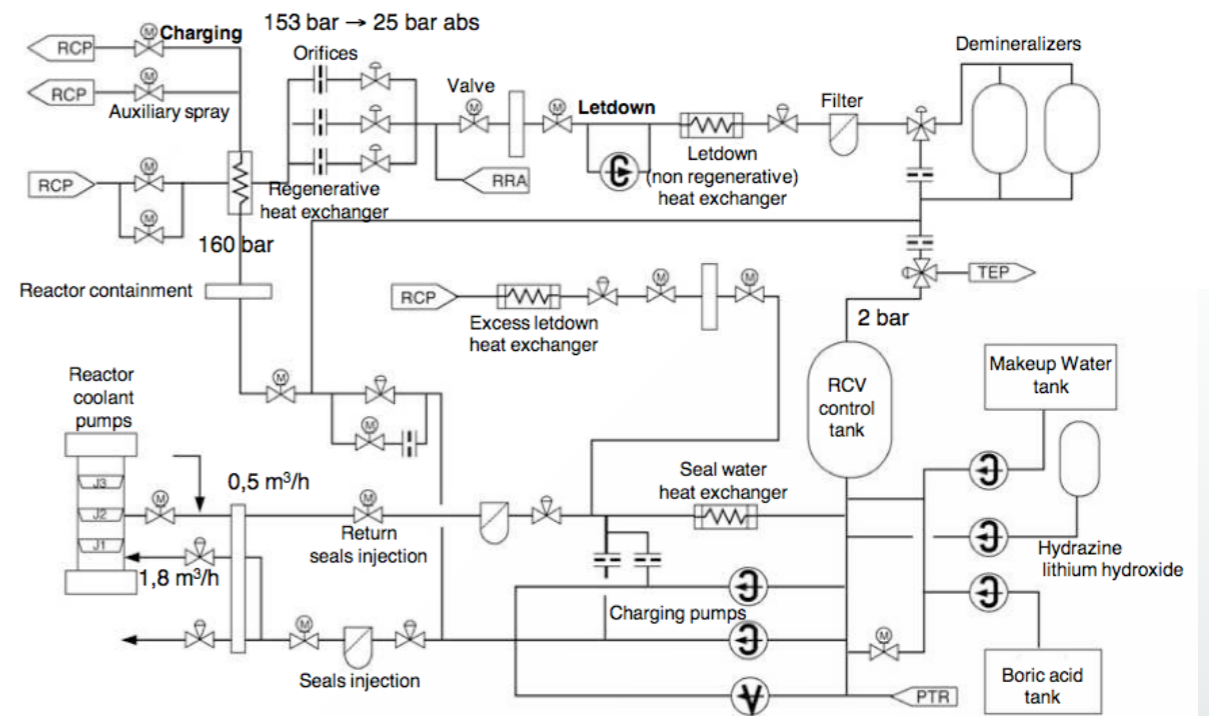 153 bar → 25 bar abs
RCP
M
Charging
Orifices
Demineralizers
RCP
M
Auxiliary spray
Valve
M
M
Letdown
Filter
RCP
M
M
Regenerative
heat exchanger
RRA
Letdown
(non regenerative)
heat exchanger
160 bar
Reactor containment
RCP
M
M
Excess letdown
heat exchanger
TEP
2 bar
Reactor
coolant
pumps
M
M
RCV
control
tank
Makeup Water
tank
J3
J2
J1
M
0,5 m³/h
M
Return
seals injection
Seal water
heat exchanger
Hydrazine
lithium hydroxide
1,8 m³/h
M
Seals injection
Charging pumps
M
Boric acid
tank
PTR